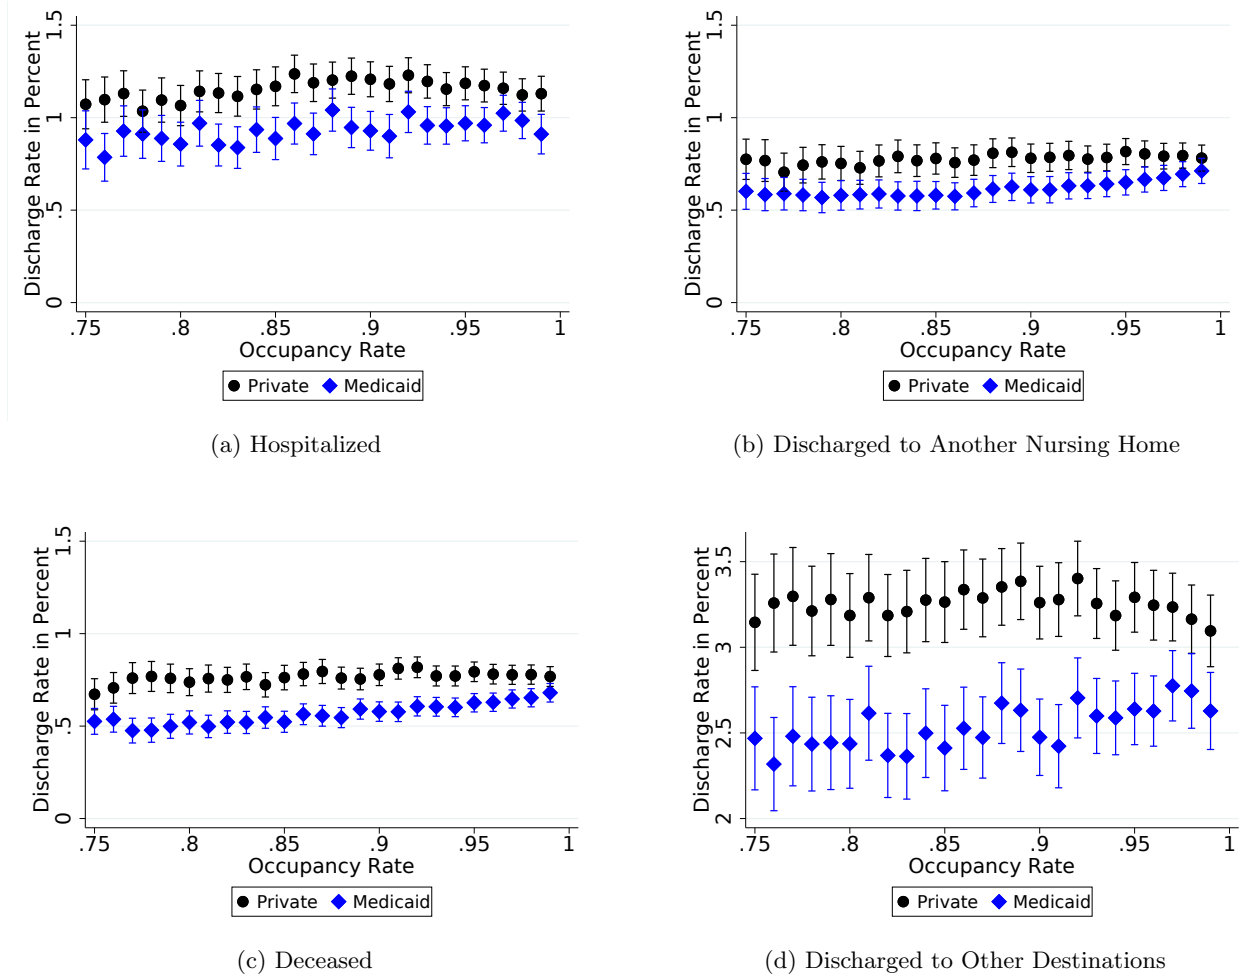 Discharge Rate in Percent
0 .5 1 1.5
.75 .8 .85 .9 .95 1
Occupancy Rate
Private Medicaid
(a) Hospitalized
Discharge Rate in Percent
0 .5 1 1.5
.75 .8 .85 .9 .95 1
Occupancy Rate
Private Medicaid
(b) Discharged to Another Nursing Home
Discharge Rate in Percent
0 .5 1 1.5
.75 .8 .85 .9 .95 1
Occupancy Rate
Private Medicaid
(c) Deceased
Discharge Rate in Percent
2 2.5 3 3.5
.75 .8 .85 .9 .95 1
Occupancy Rate
Private Medicaid
(d) Discharged to Other Destinations